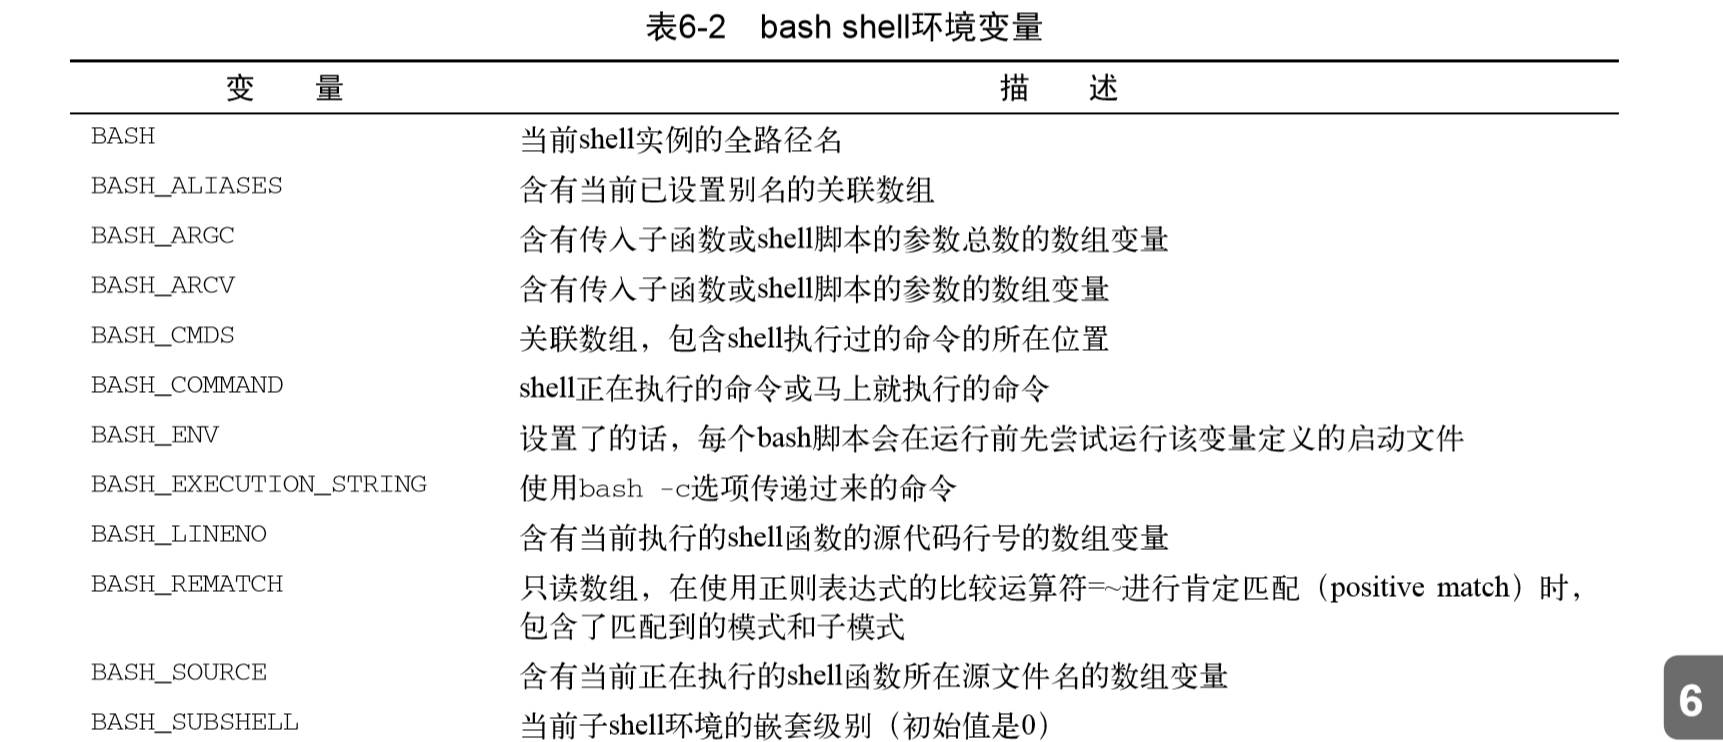 表6-2 bash shell环境变量
变 量 描 述
BASH 当前shell实例的全路径名
BASH_ALIASES 含有当前已设置别名的关联数组
BASH_ARGC 含有传入子函数或shell脚本的参数总数的数组变量
BASH_ARCV 含有传入子函数或shell脚本的参数的数组变量
BASH_CMDS 关联数组，包含shell执行过的命令的所在位置
BASH_COMMAND shell正在执行的命令或马上就执行的命令
BASH_ENV 设置了的话，每个bash脚本会在运行前先尝试运行该变量定义的启动文件
BASH_EXECUTION_STRING 使用bash -c选项传递过来的命令
BASH_LINENO 含有当前执行的shell函数的源代码行号的数组变量
BASH_REMATCH 只读数组，在使用正则表达式的比较运算符=~进行肯定匹配（positive match）时，
包含了匹配到的模式和子模式
BASH_SOURCE 含有当前正在执行的shell函数所在源文件名的数组变量
BASH_SUBSHELL 当前子shell环境的嵌套级别（初始值是0）
6